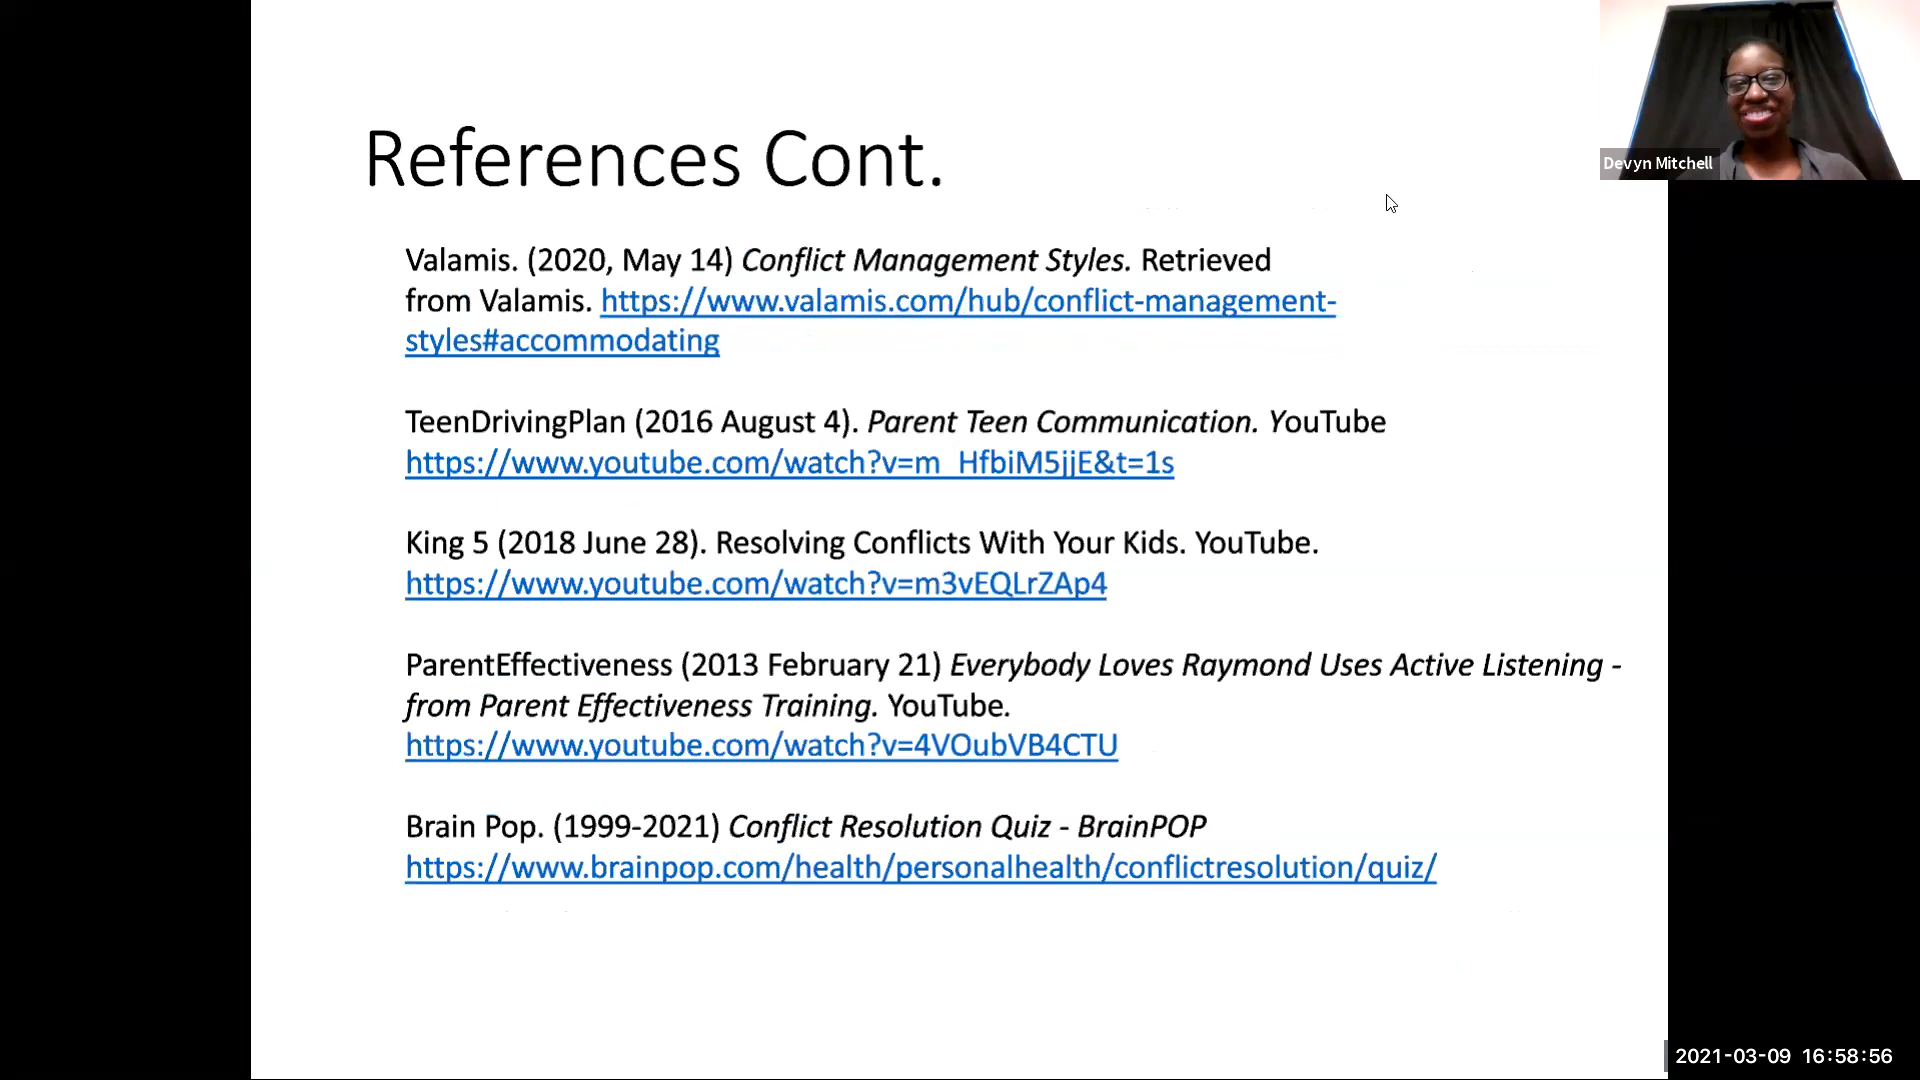 References Cont.
Devyn Mitchell
Valamis. (2020, May 14) Conflict Management Styles. Retrieved
from Valamis. https://www.valamis.com/hub/conflict-management-
styles#accommodating
TeenDrivingPlan (2016 August 4). Parent Teen Communication. YouTube
https://www.youtube.com/watch?v=m_HfbiM5jjE&t=1s
King 5 (2018 June 28). Resolving Conflicts With Your Kids. YouTube.
https://www.youtube.com/watch?v=m3vEQLrZAp4
ParentEffectiveness (2013 February 21) Everybody Loves Raymond Uses Active Listening -
from Parent Effectiveness Training. YouTube.
https://www.youtube.com/watch?v=4VOubVB4CTU
Brain Pop. (1999-2021) Conflict Resolution Quiz - BrainPOP
https://www.brainpop.com/health/personalhealth/conflictresolution/quiz/
2021-03-09 16:58:56